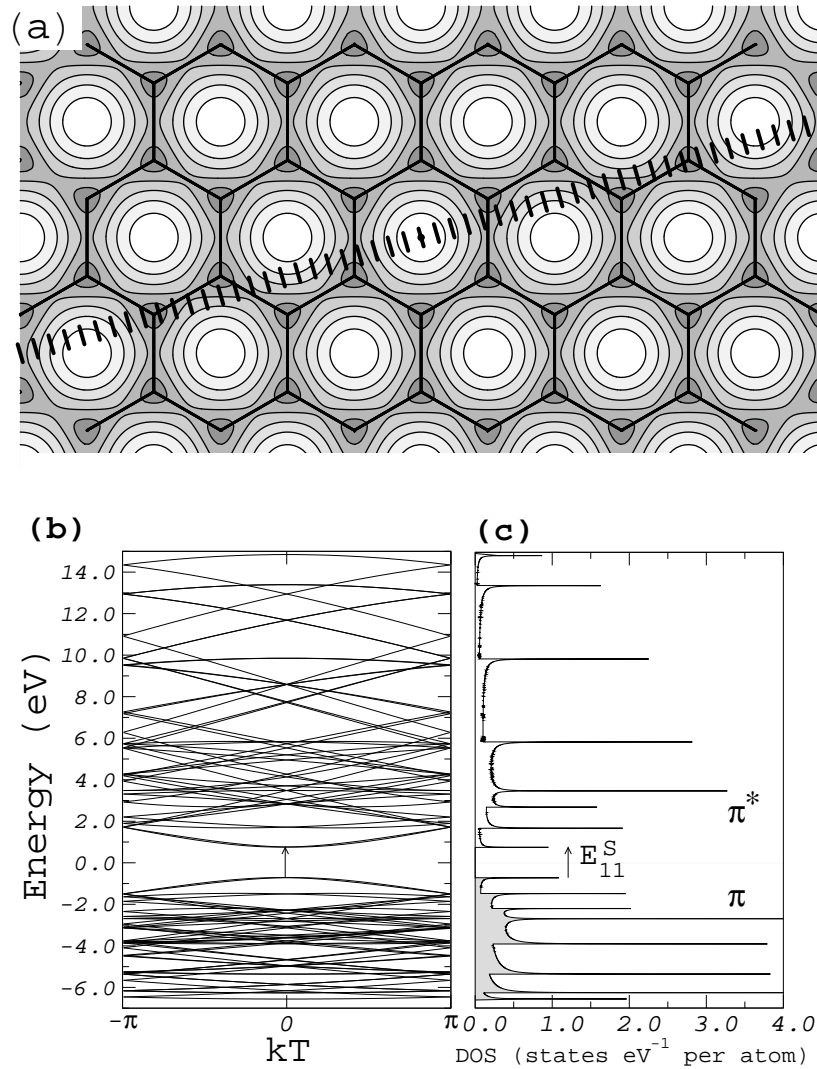 (a)
(b)
(c)
Energy (eV)
14.0
12.0
10.0
8.0
6.0
4.0
2.0
0.0
-2.0
-4.0
-6.0
π*
E₁₁ˢ
π
-π 0 π
kT
0.0 1.0 2.0 3.0 4.0
DOS (states eV⁻¹ per atom)